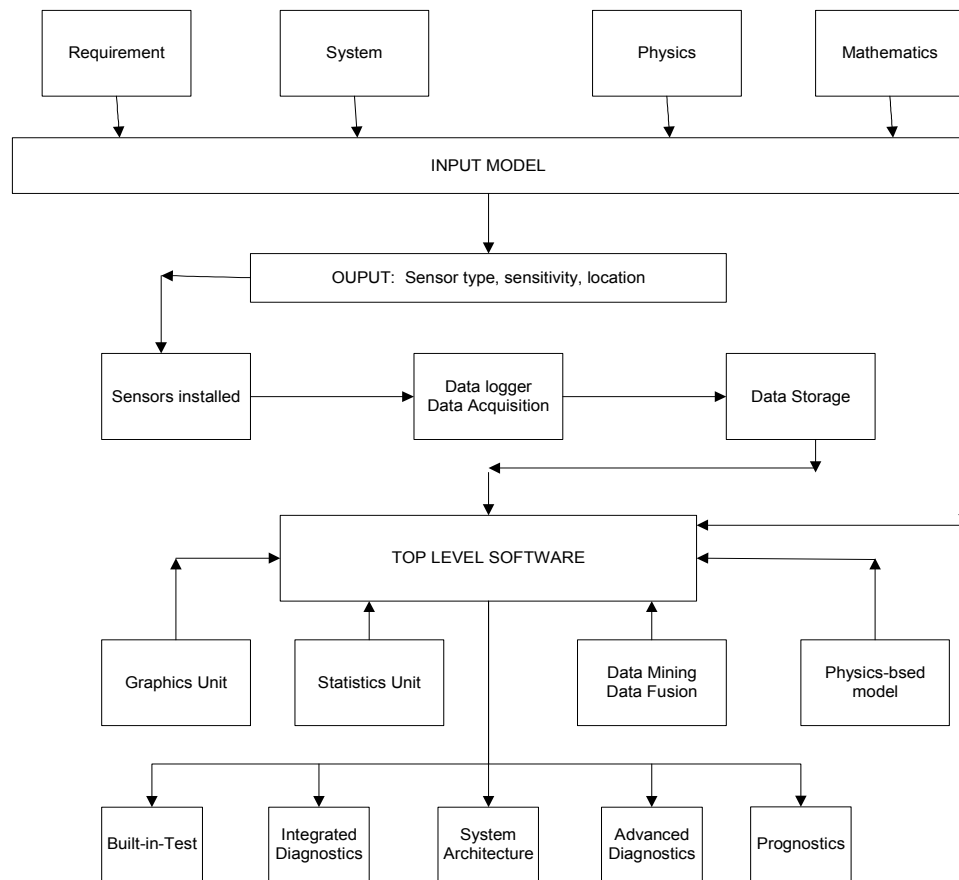 Requirement
System
Physics
Mathematics
INPUT MODEL
OUPUT:  Sensor type, sensitivity, location
Sensors installed
Data logger
Data Acquisition
Data Storage
TOP LEVEL SOFTWARE
Graphics Unit
Statistics Unit
Data Mining
Data Fusion
Physics-bsed
model
Built-in-Test
Integrated
Diagnostics
System
Architecture
Advanced
Diagnostics
Prognostics